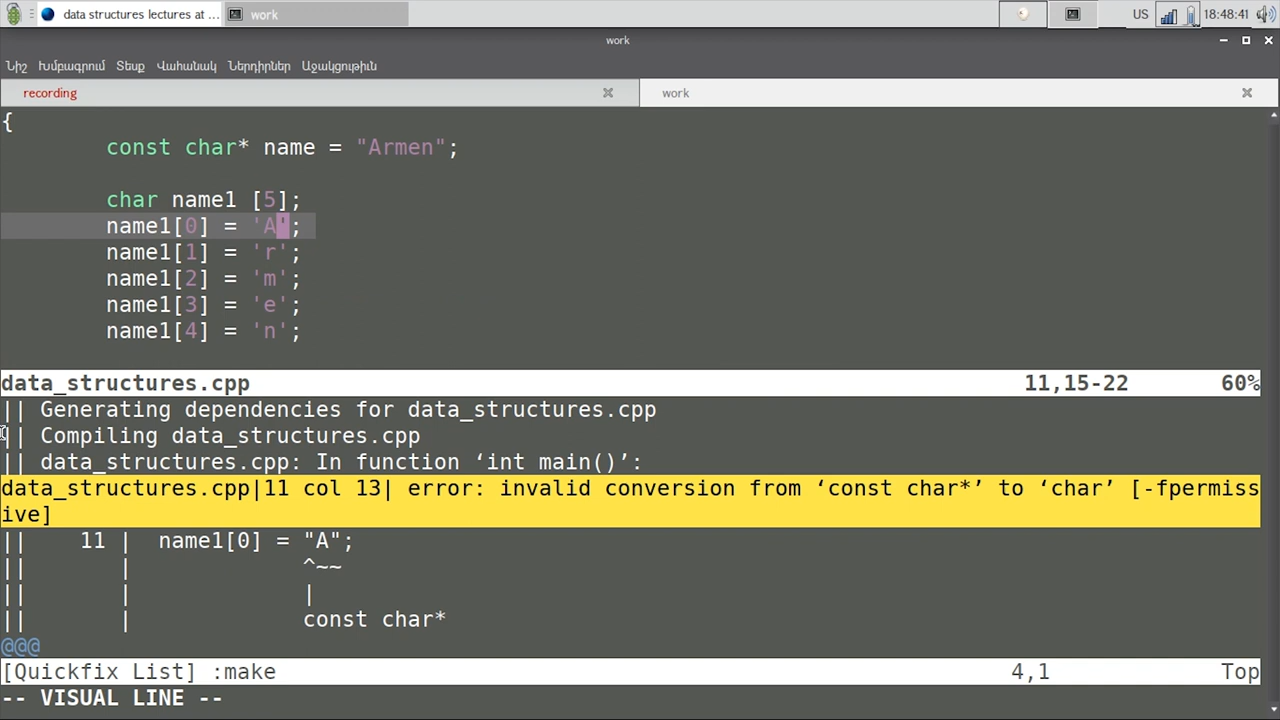 data structures lectures at ...
work
US
18:48:41
work
Նիշ Խմբագրում Տեսք Վահանակ Ներդիրներ Աջակցութիւն
recording
work
{
const char* name = "Armen";
char name1 [5];
name1[0] = 'A';
name1[1] = 'r';
name1[2] = 'm';
name1[3] = 'e';
name1[4] = 'n';
data_structures.cpp 11,15-22 60%
|| Generating dependencies for data_structures.cpp
|| Compiling data_structures.cpp
|| data_structures.cpp: In function ‘int main()’:
data_structures.cpp|11 col 13| error: invalid conversion from ‘const char*’ to ‘char’ [-fpermiss
ive]
|| 11 | name1[0] = "A";
|| | ^~~
|| | |
|| | const char*
@@@
[Quickfix List] :make 4,1 Top
-- VISUAL LINE --